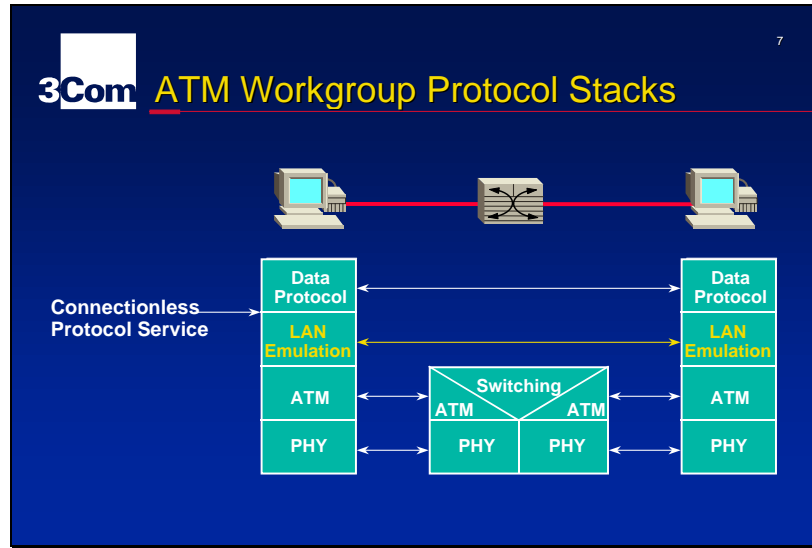 7
3Com
ATM Workgroup Protocol Stacks
Data
Protocol
Data
Protocol
Connectionless
Protocol Service
LAN
Emulation
LAN
Emulation
ATM
Switching
ATM
ATM
ATM
PHY
PHY
PHY
PHY